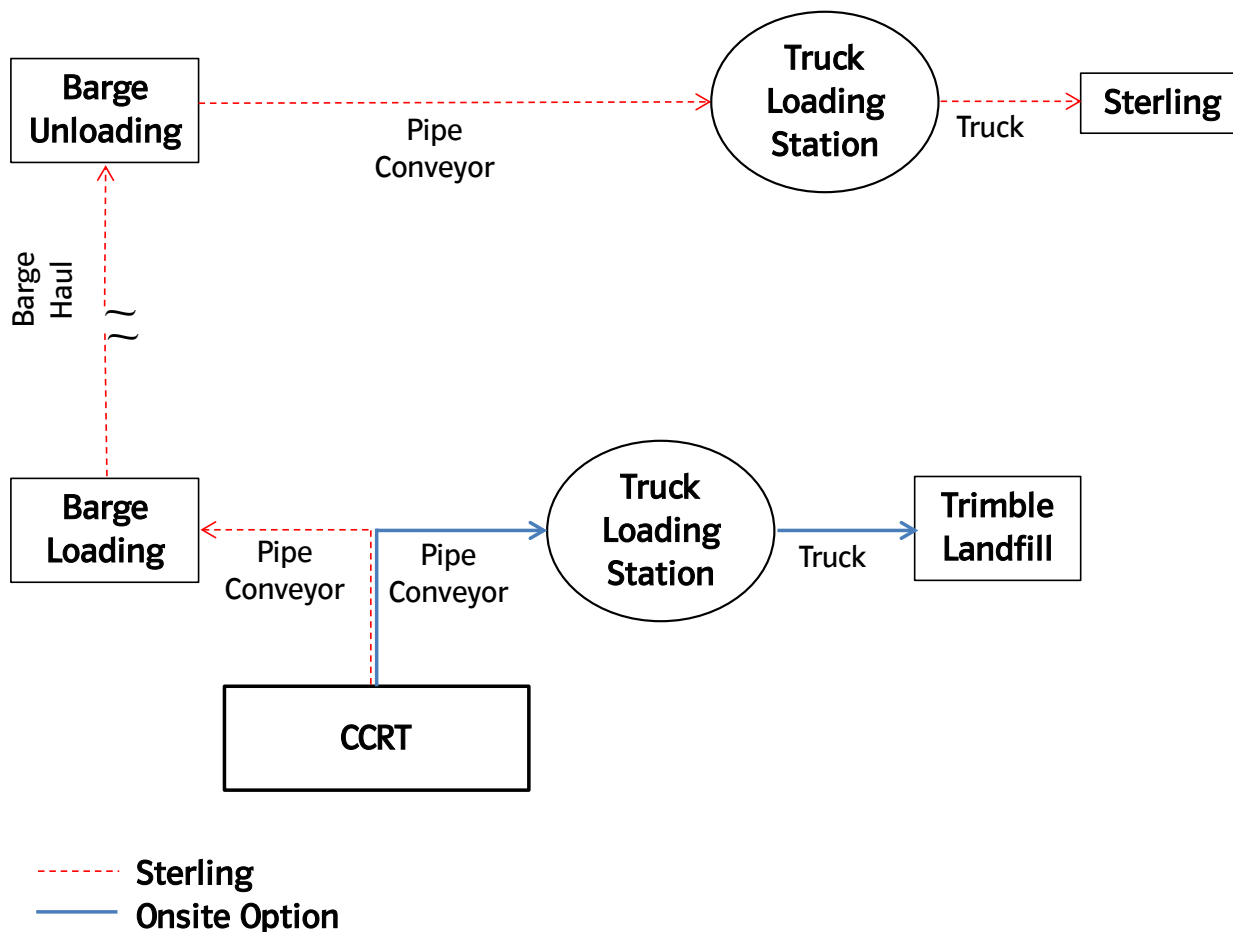 Barge
Unloading
Pipe
Conveyor
Truck
Loading
Station
Truck
Sterling
Barge
Haul
Barge
Loading
Pipe
Conveyor
Pipe
Conveyor
Truck
Loading
Station
Truck
Trimble
Landfill
CCRT
Sterling
Onsite Option